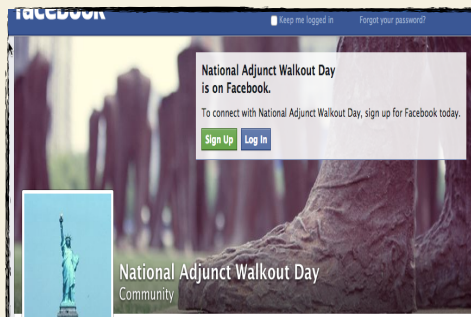 facebook
Keep me logged in Forgot your password?
National Adjunct Walkout Day
is on Facebook.
To connect with National Adjunct Walkout Day, sign up for Facebook today.
Sign Up Log In
National Adjunct Walkout Day
Community